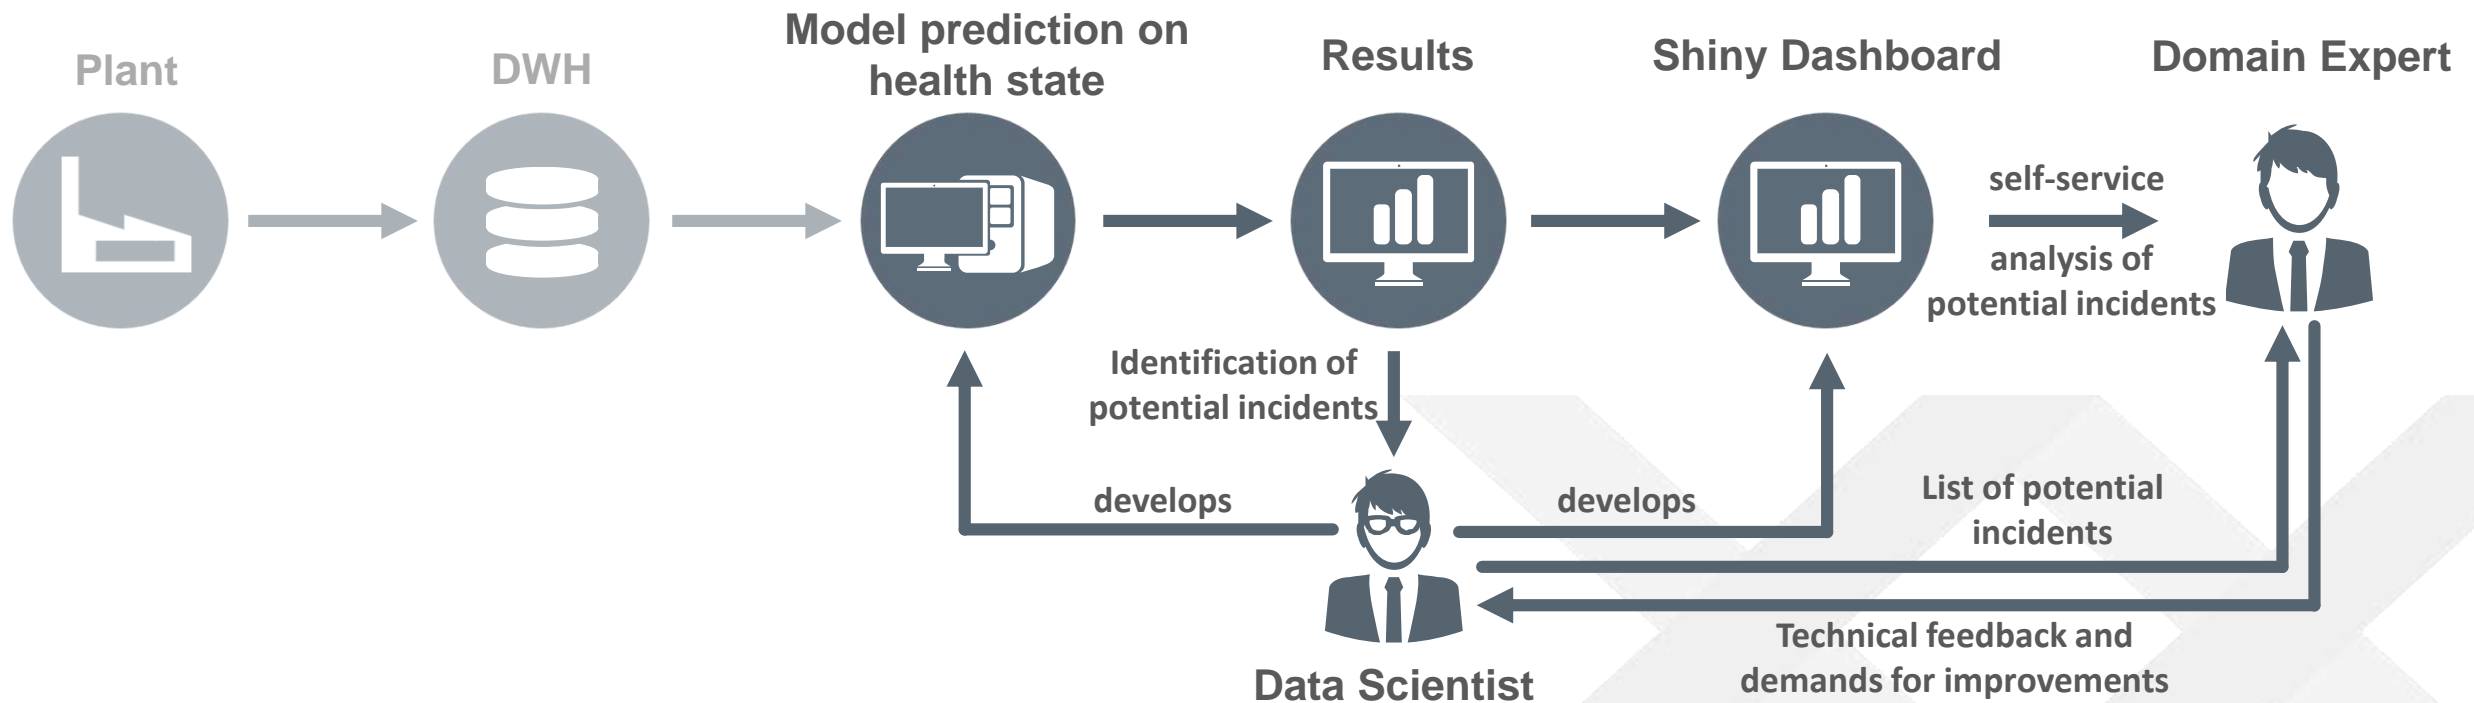 Plant
DWH
Model prediction on
health state
Results
Shiny Dashboard
Domain Expert
self-service
analysis of
potential incidents
Identification of
potential incidents
develops
develops
List of potential
incidents
Technical feedback and
demands for improvements
Data Scientist